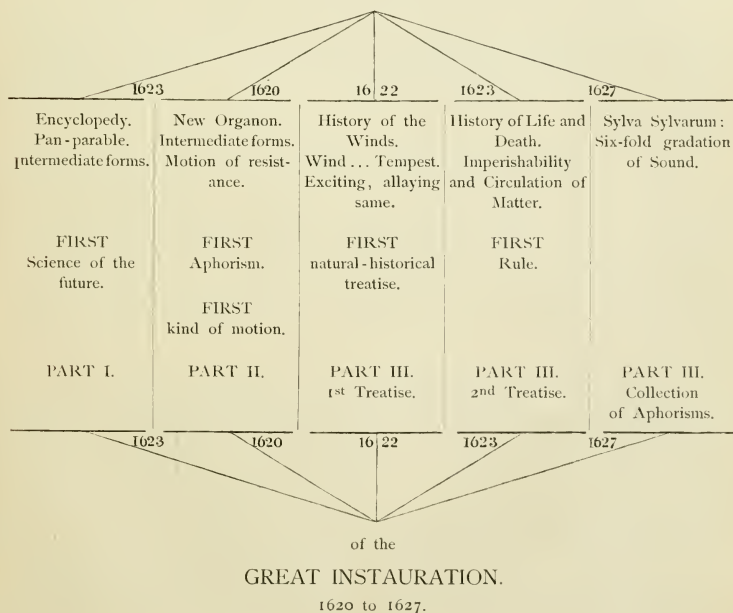 1623 1620 1622 1623 1627
Encyclopedy.
Pan-parable.
Intermediate forms.
FIRST
Science of the
future.
PART I.
New Organon.
Intermediate forms.
Motion of resist-
ance.
FIRST
Aphorism.
FIRST
kind of motion.
PART II.
History of the
Winds.
Wind ... Tempest.
Exciting, allaying
same.
FIRST
natural-historical
treatise.
PART III.
1st Treatise.
History of Life and
Death.
Imperishability
and Circulation of
Matter.
FIRST
Rule.
PART III.
2nd Treatise.
Sylva Sylvarum:
Six-fold gradation
of Sound.
PART III.
Collection
of Aphorisms.
1623 1620 1622 1623 1627
of the
GREAT INSTAURATION.
1620 to 1627.